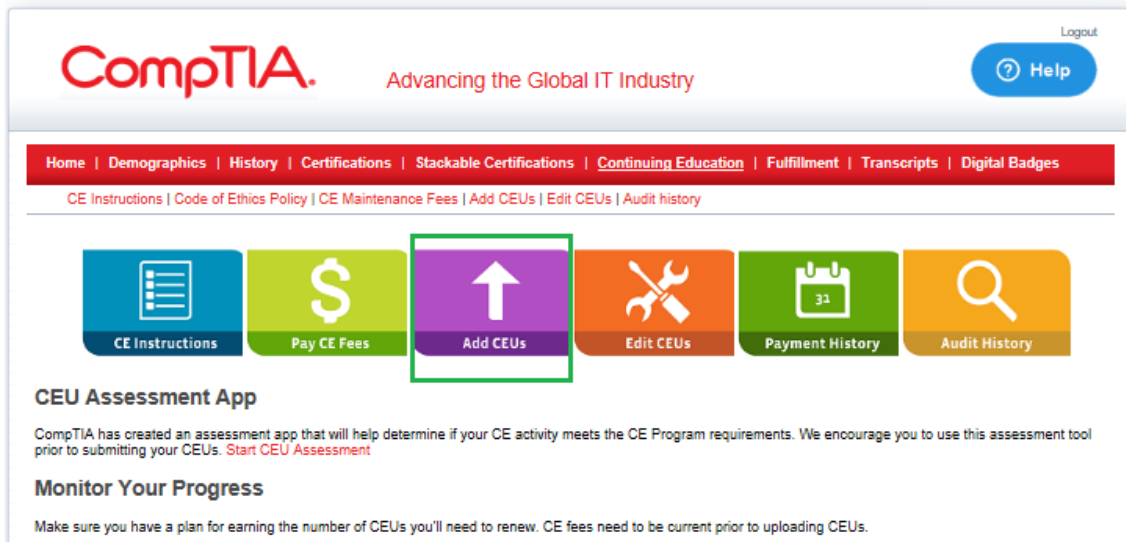 Logout
CompTIA.
Advancing the Global IT Industry
? Help
Home | Demographics | History | Certifications | Stackable Certifications | Continuing Education | Fulfillment | Transcripts | Digital Badges
CE Instructions | Code of Ethics Policy | CE Maintenance Fees | Add CEUs | Edit CEUs | Audit history
$
31
CE Instructions
Pay CE Fees
Add CEUs
Edit CEUs
Payment History
Audit History
CEU Assessment App
CompTIA has created an assessment app that will help determine if your CE activity meets the CE Program requirements. We encourage you to use this assessment tool
prior to submitting your CEUs. Start CEU Assessment
Monitor Your Progress
Make sure you have a plan for earning the number of CEUs you'll need to renew. CE fees need to be current prior to uploading CEUs.